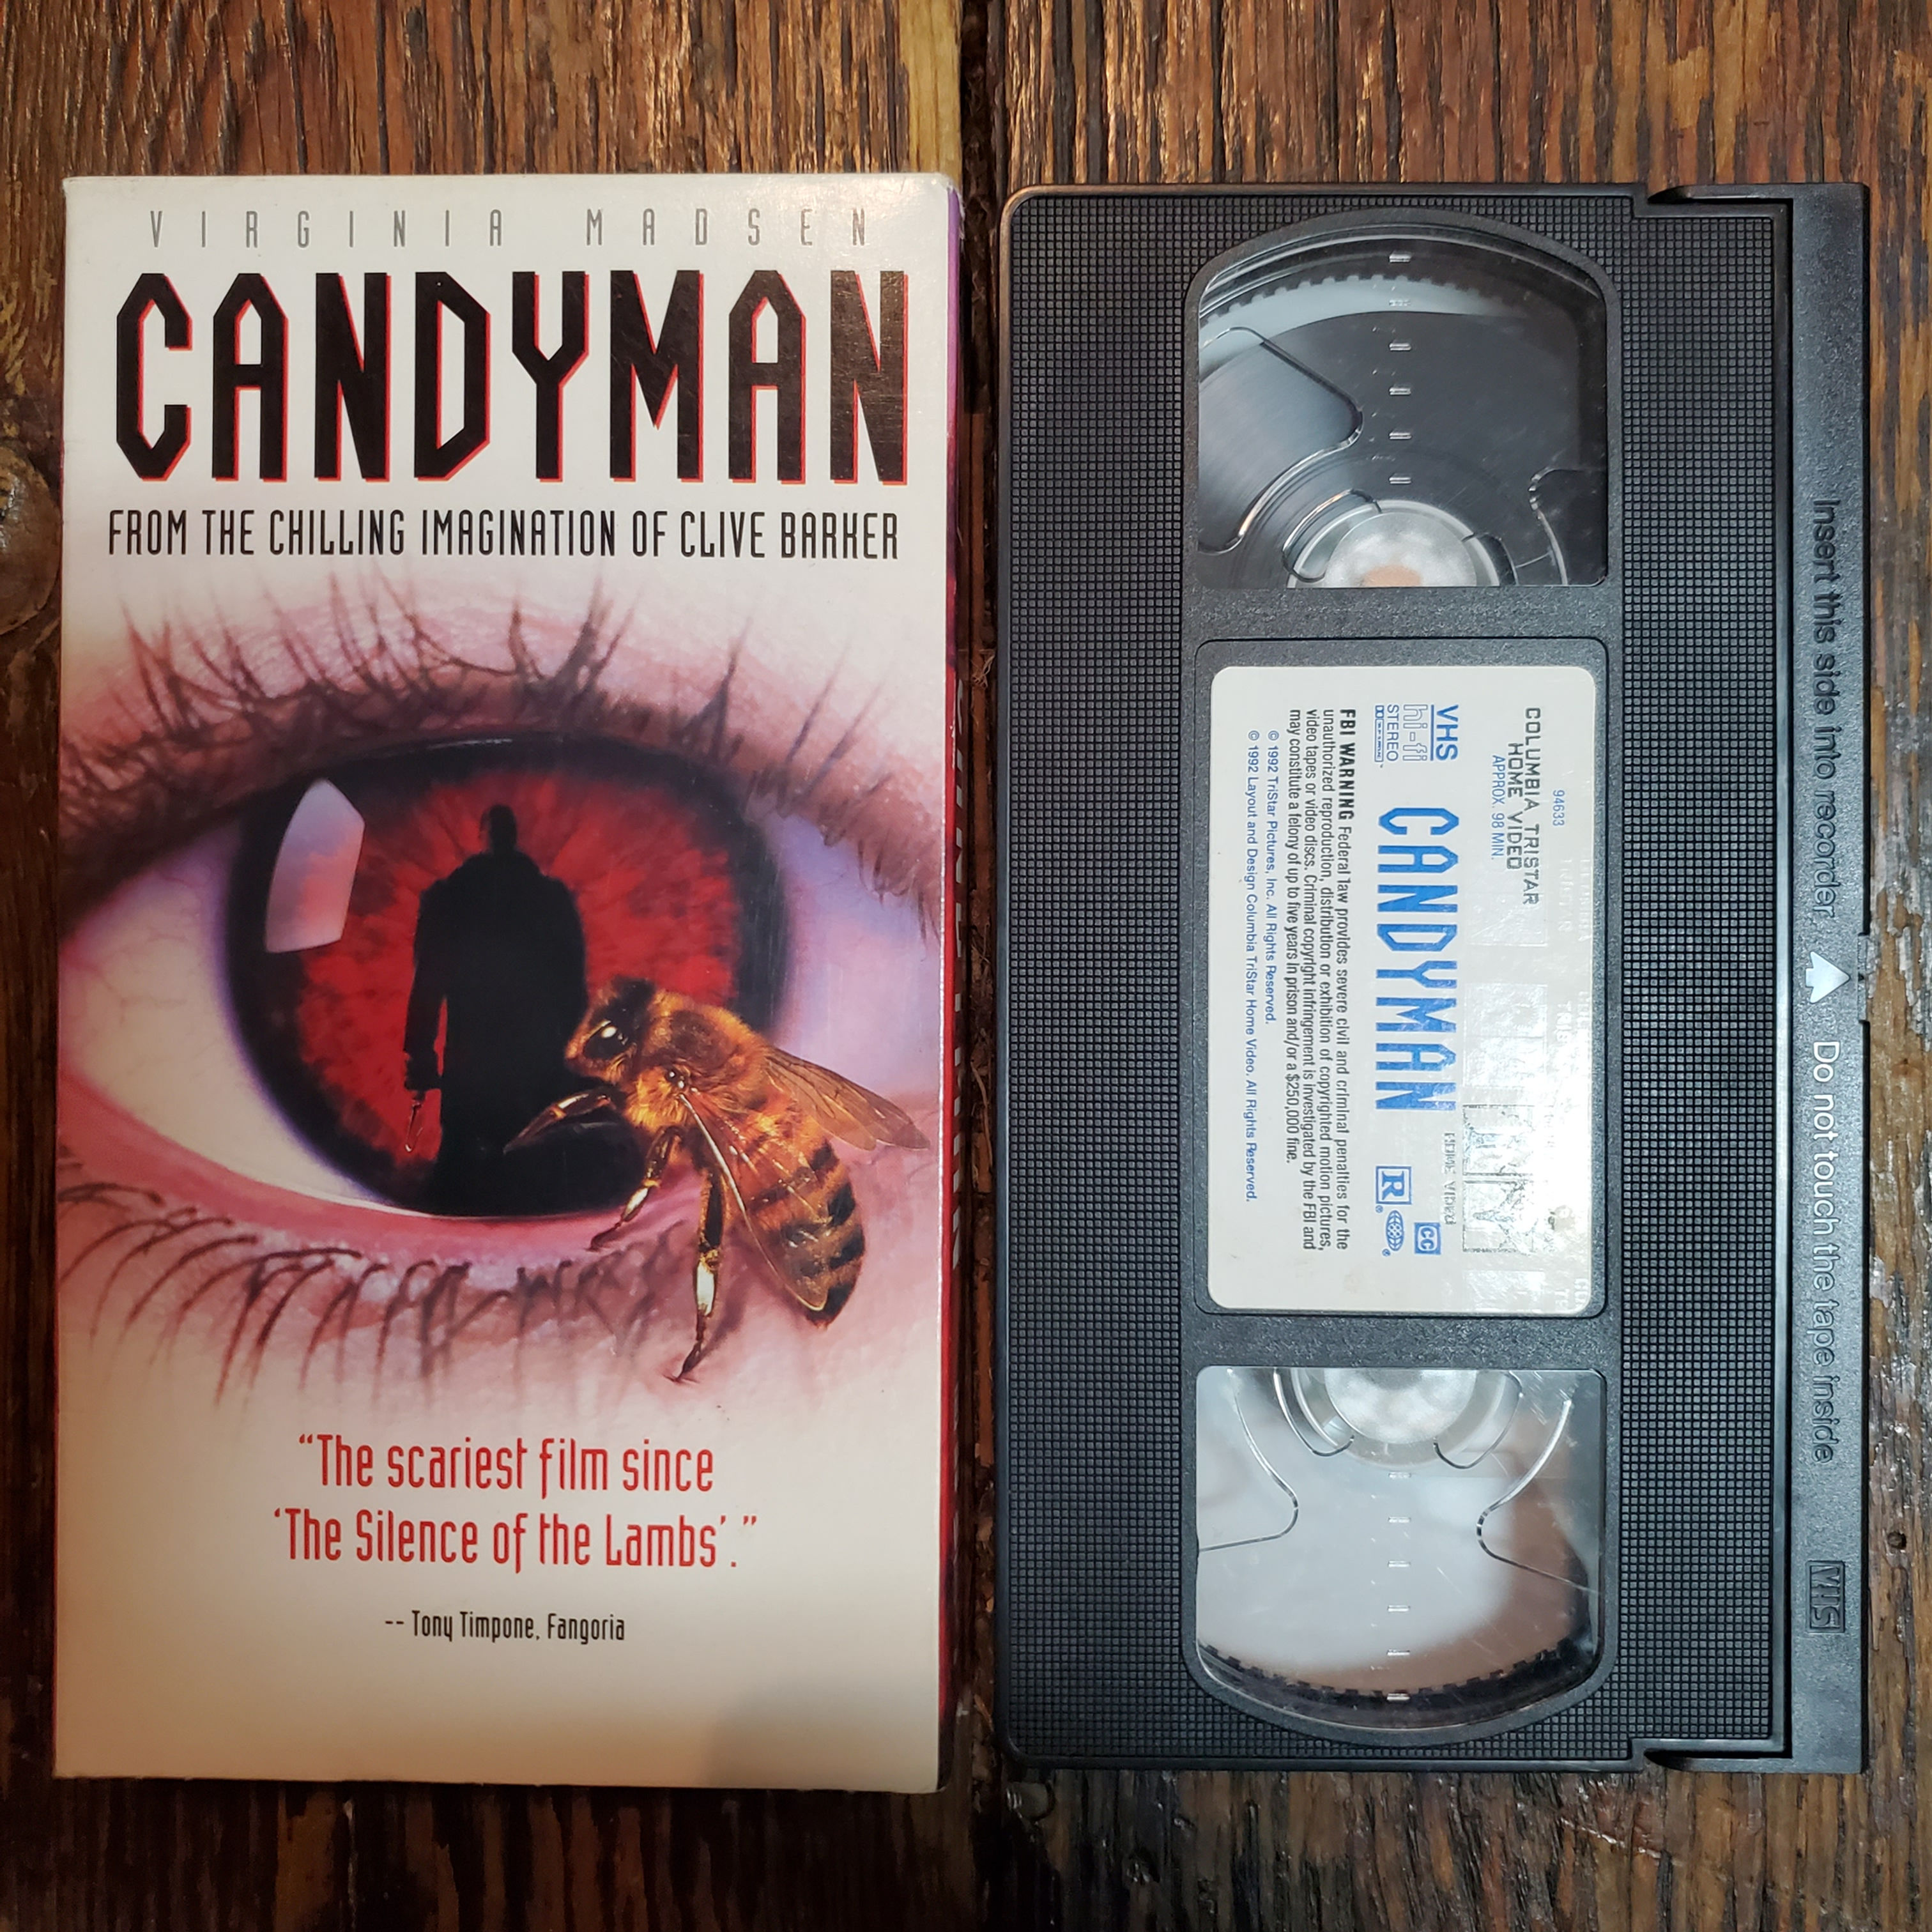 VIRGINIA MADSEN
CANDYMAN
FROM THE CHILLING IMAGINATION OF CLIVE BARKER
“The scariest film since
‘The Silence of the Lambs’.”
-- Tony Timpone, Fangoria
94633
COLUMBIA TRISTAR
HOME VIDEO
APPROX. 98 MIN.
VHS
hi-fi
STEREO
CANDYMAN
R
CC
FBI WARNING Federal law provides severe civil and criminal penalties for the
unauthorized reproduction, distribution or exhibition of copyrighted motion pictures,
video tapes or video discs. Criminal copyright infringement is investigated by the FBI and
may constitute a felony of up to five years in prison and/or a $250,000 fine.
© 1992 TriStar Pictures, Inc. All Rights Reserved.
© 1992 Layout and Design Columbia TriStar Home Video. All Rights Reserved.
Insert this side into recorder
Do not touch the tape inside
VHS